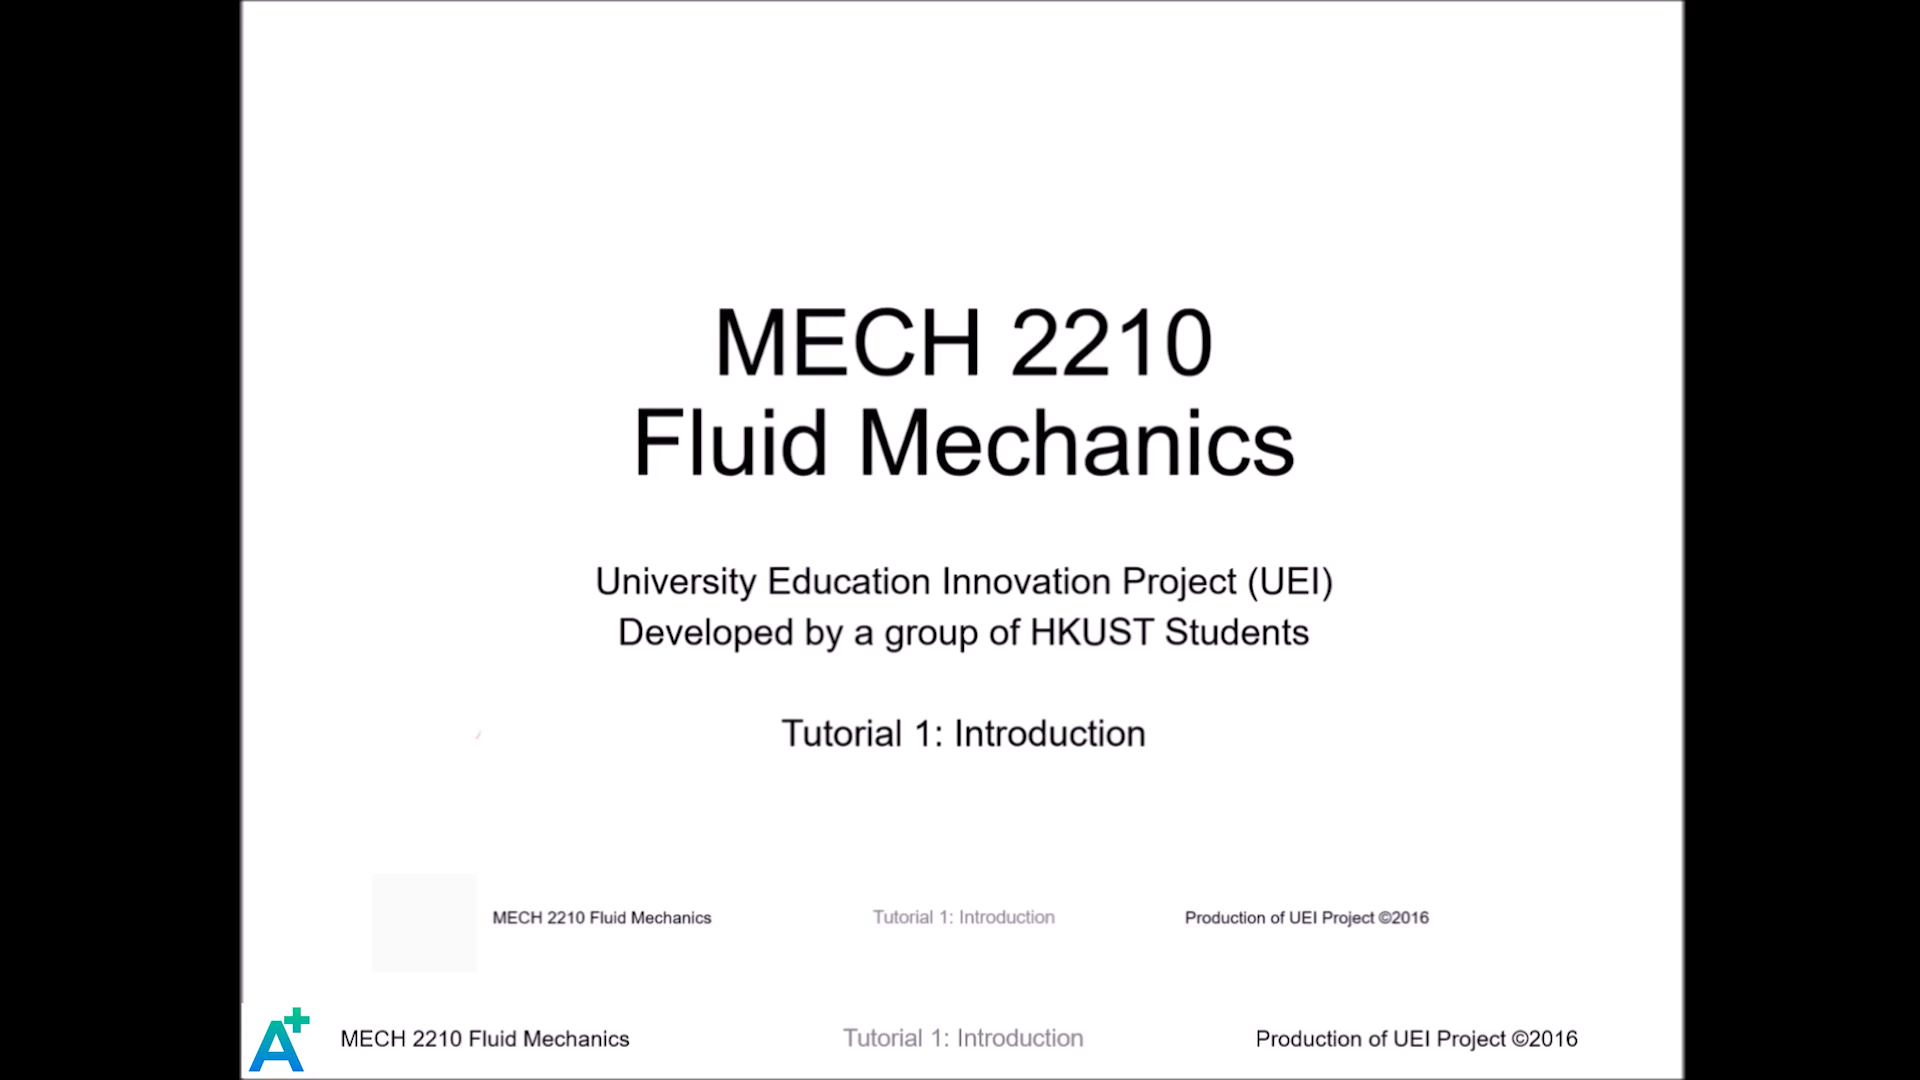 MECH 2210
Fluid Mechanics
University Education Innovation Project (UEI)
Developed by a group of HKUST Students
Tutorial 1: Introduction
MECH 2210 Fluid Mechanics Tutorial 1: Introduction Production of UEI Project ©2016
A+ MECH 2210 Fluid Mechanics Tutorial 1: Introduction Production of UEI Project ©2016